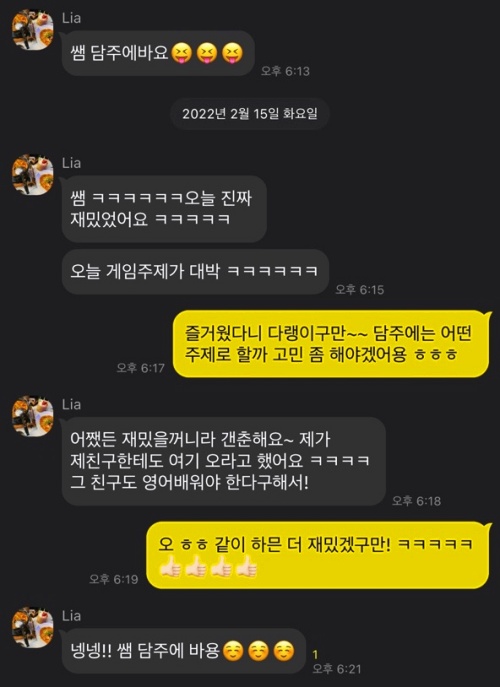 Lia
쌤 담주에바요😝😝😝
오후 6:13
2022년 2월 15일 화요일
Lia
쌤 ㅋㅋㅋㅋㅋㅋ오늘 진짜
재밌었어요 ㅋㅋㅋㅋㅋ
오늘 게임주제가 대박 ㅋㅋㅋㅋㅋㅋ
오후 6:15
즐거웠다니 다랭이구만~~ 담주에는 어떤
주제로 할까 고민 좀 해야겠어용 ㅎㅎㅎ
오후 6:17
Lia
어쨌든 재밌을꺼니라 갠춘해요~ 제가
제친구한테도 여기 오라고 했어요 ㅋㅋㅋㅋ
그 친구도 영어배워야 한다구해서!
오후 6:18
오 ㅎㅎ 같이 하믄 더 재밌겠구만! ㅋㅋㅋㅋㅋ
👍🏻👍🏻👍🏻👍🏻
오후 6:19
Lia
넹넹!! 쌤 담주에 바용☺️☺️☺️
1
오후 6:21